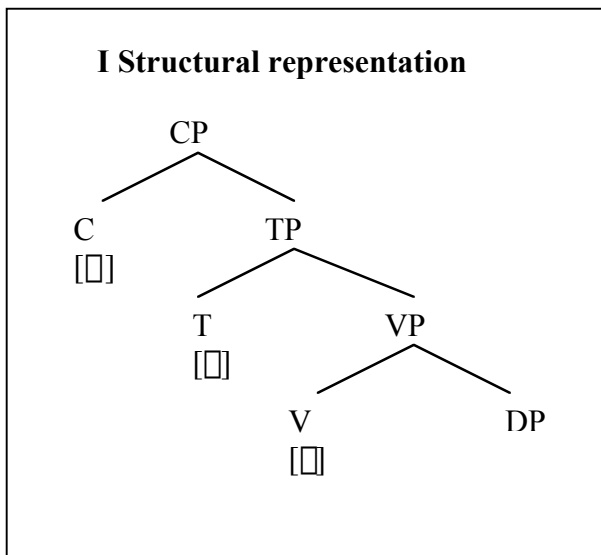 I Structural representation
CP
C TP
[▯]
T VP
[▯]
V DP
[▯]